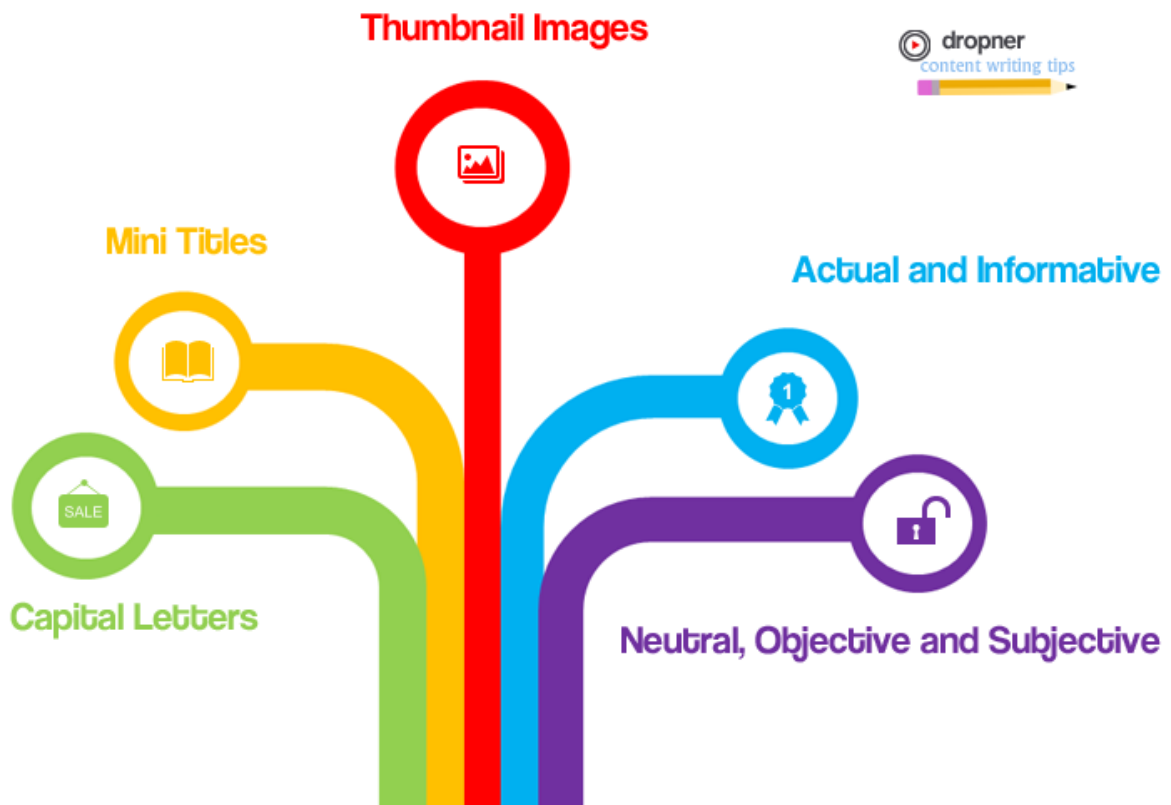 Thumbnail Images
dropner
content writing tips
Mini Titles
Actual and Informative
1
SALE
Capital Letters
Neutral, Objective and Subjective